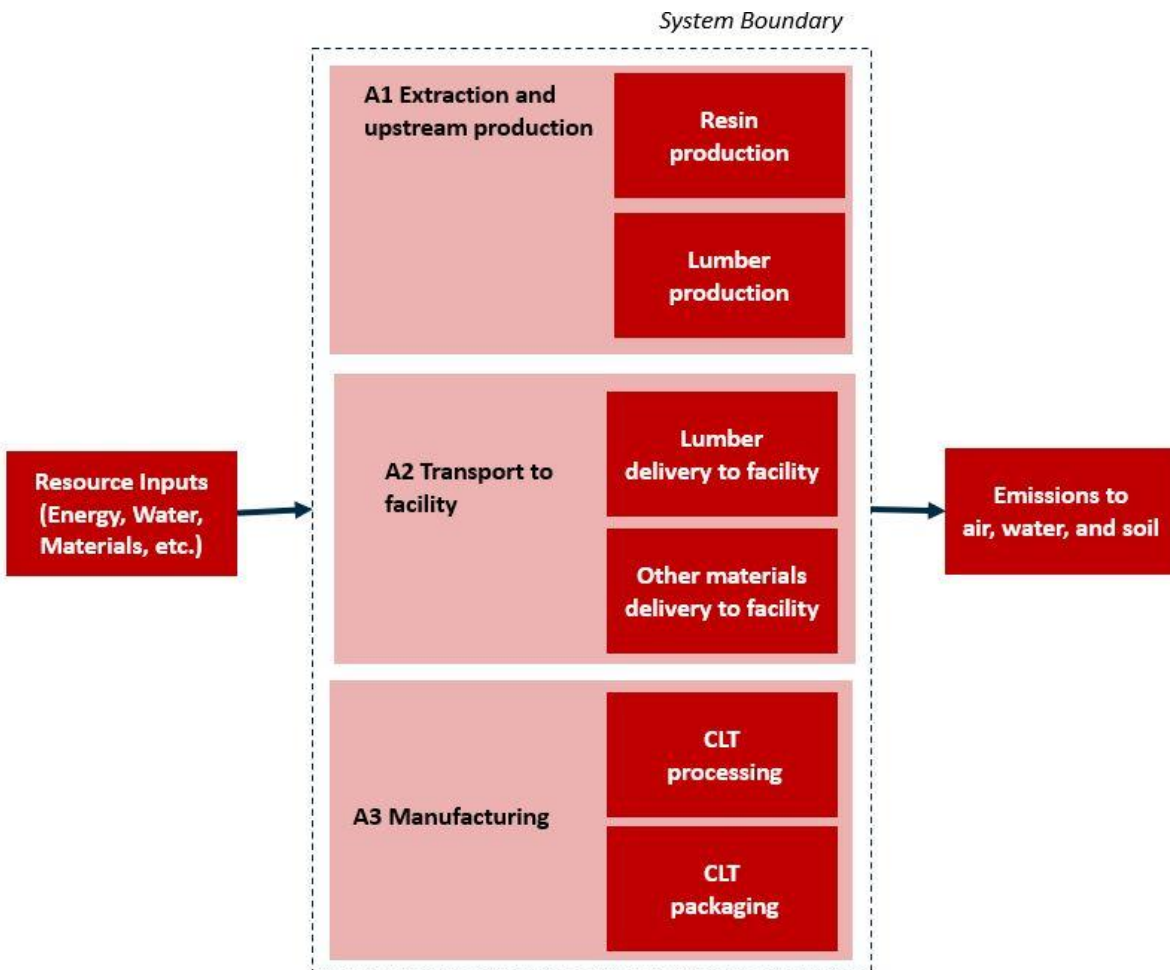 System Boundary
A1 Extraction and
upstream production
Resin
production
Lumber
production
Resource Inputs
(Energy, Water,
Materials, etc.)
A2 Transport to
facility
Lumber
delivery to facility
Other materials
delivery to facility
Emissions to
air, water, and soil
A3 Manufacturing
CLT
processing
CLT
packaging